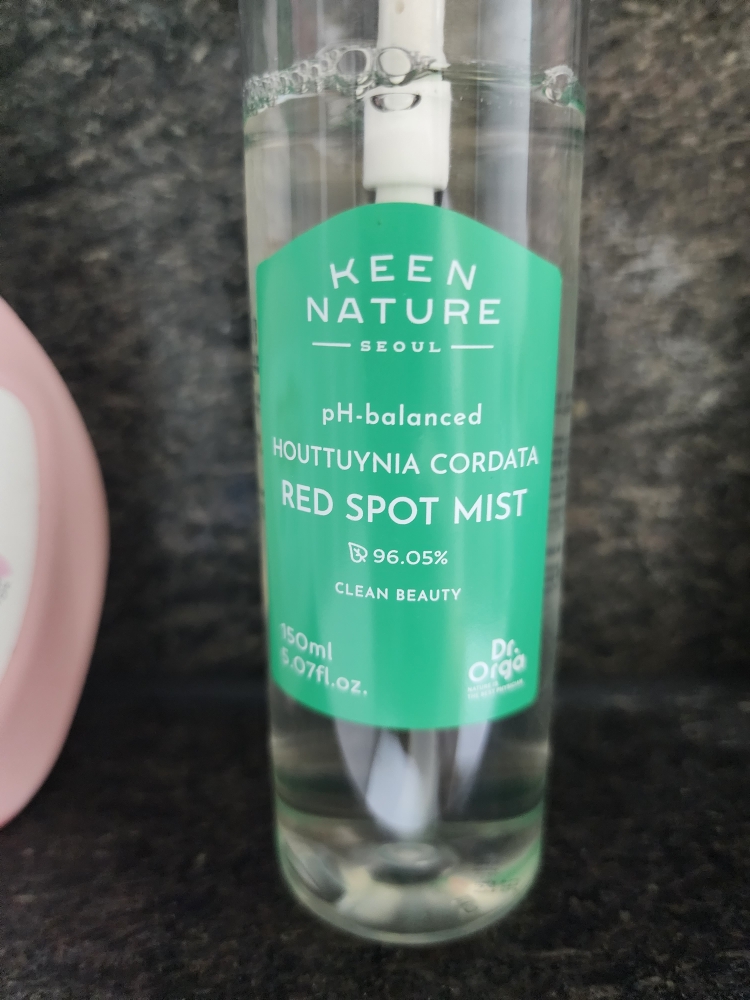 KEEN
NATURE
SEOUL
pH-balanced
HOUTTUYNIA CORDATA
RED SPOT MIST
96.05%
CLEAN BEAUTY
150ml
5.07fl.oz.
Dr.
Orga